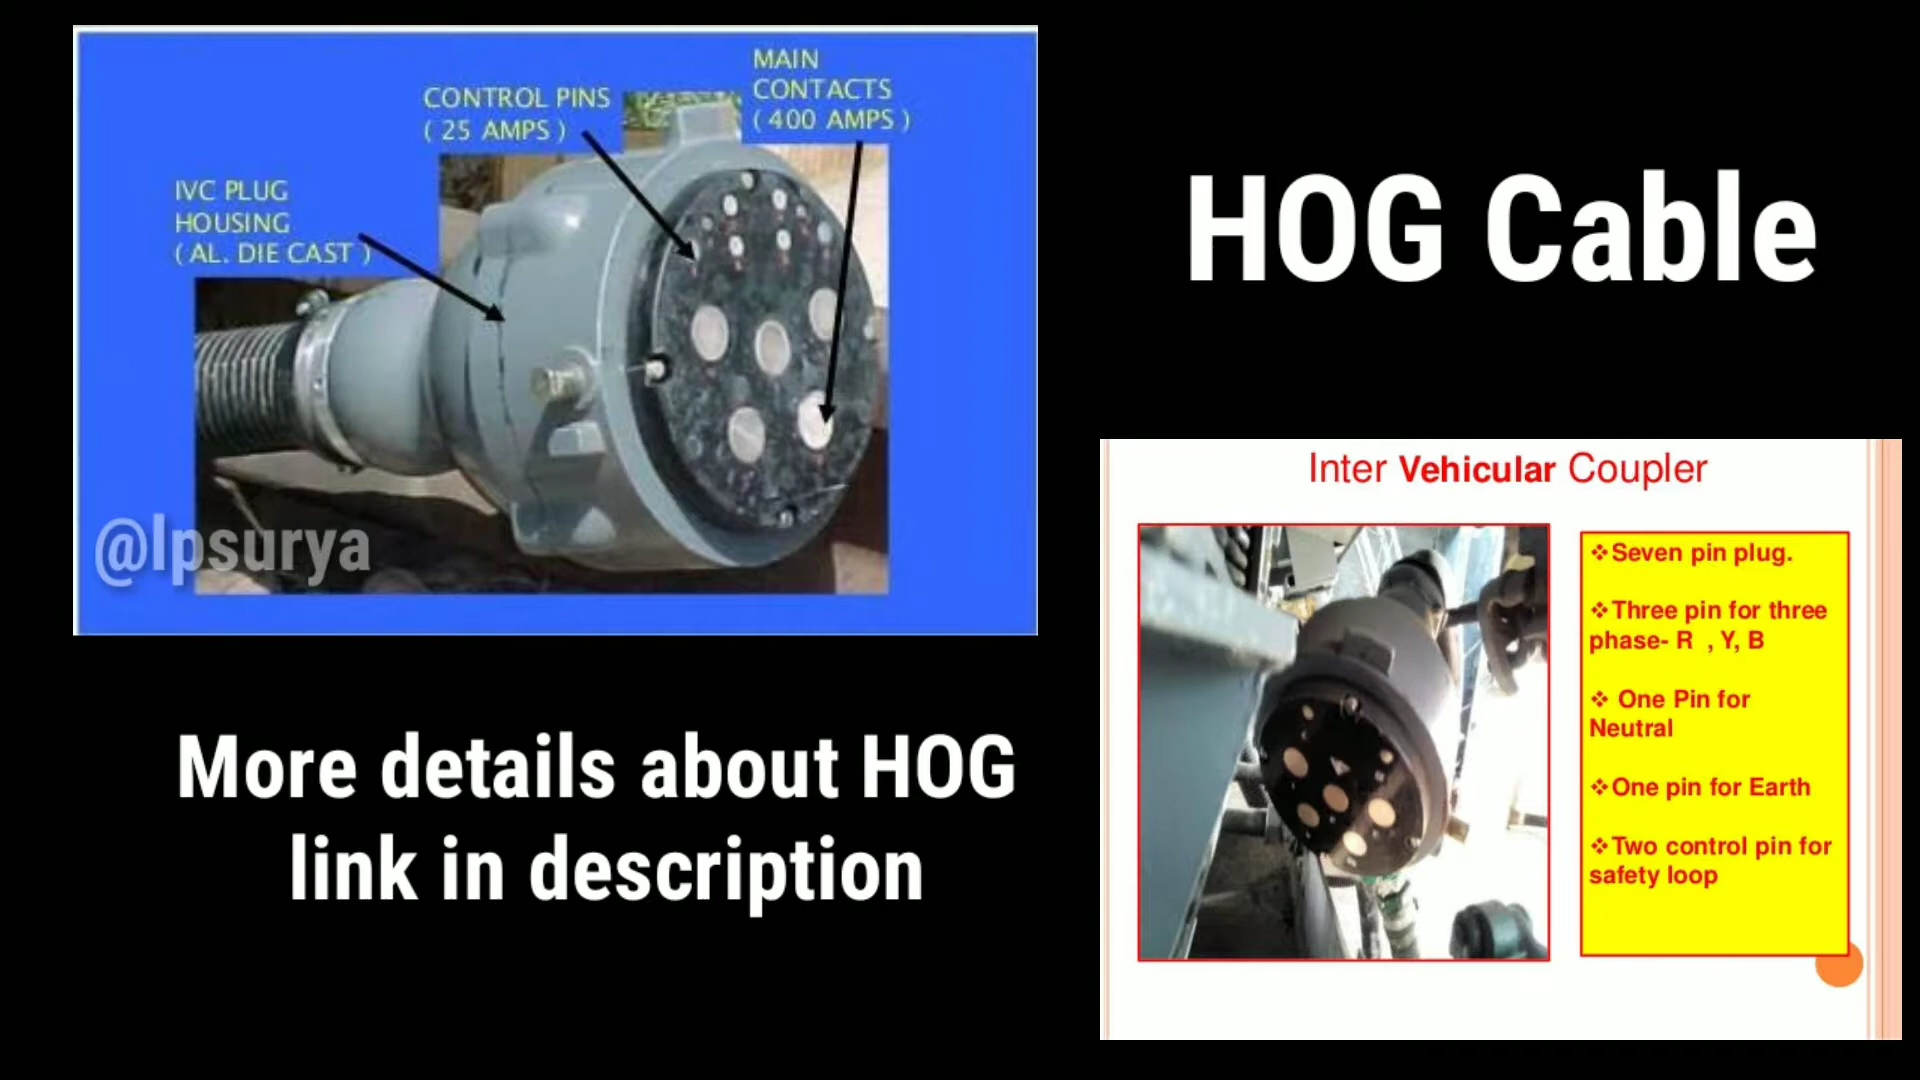 MAIN
CONTACTS
( 400 AMPS )
CONTROL PINS
( 25 AMPS )
IVC PLUG
HOUSING
( AL. DIE CAST )
@lpsurya
HOG Cable
More details about HOG
link in description
Inter Vehicular Coupler
❖Seven pin plug.
❖Three pin for three
phase- R , Y, B
❖ One Pin for
Neutral
❖One pin for Earth
❖Two control pin for
safety loop